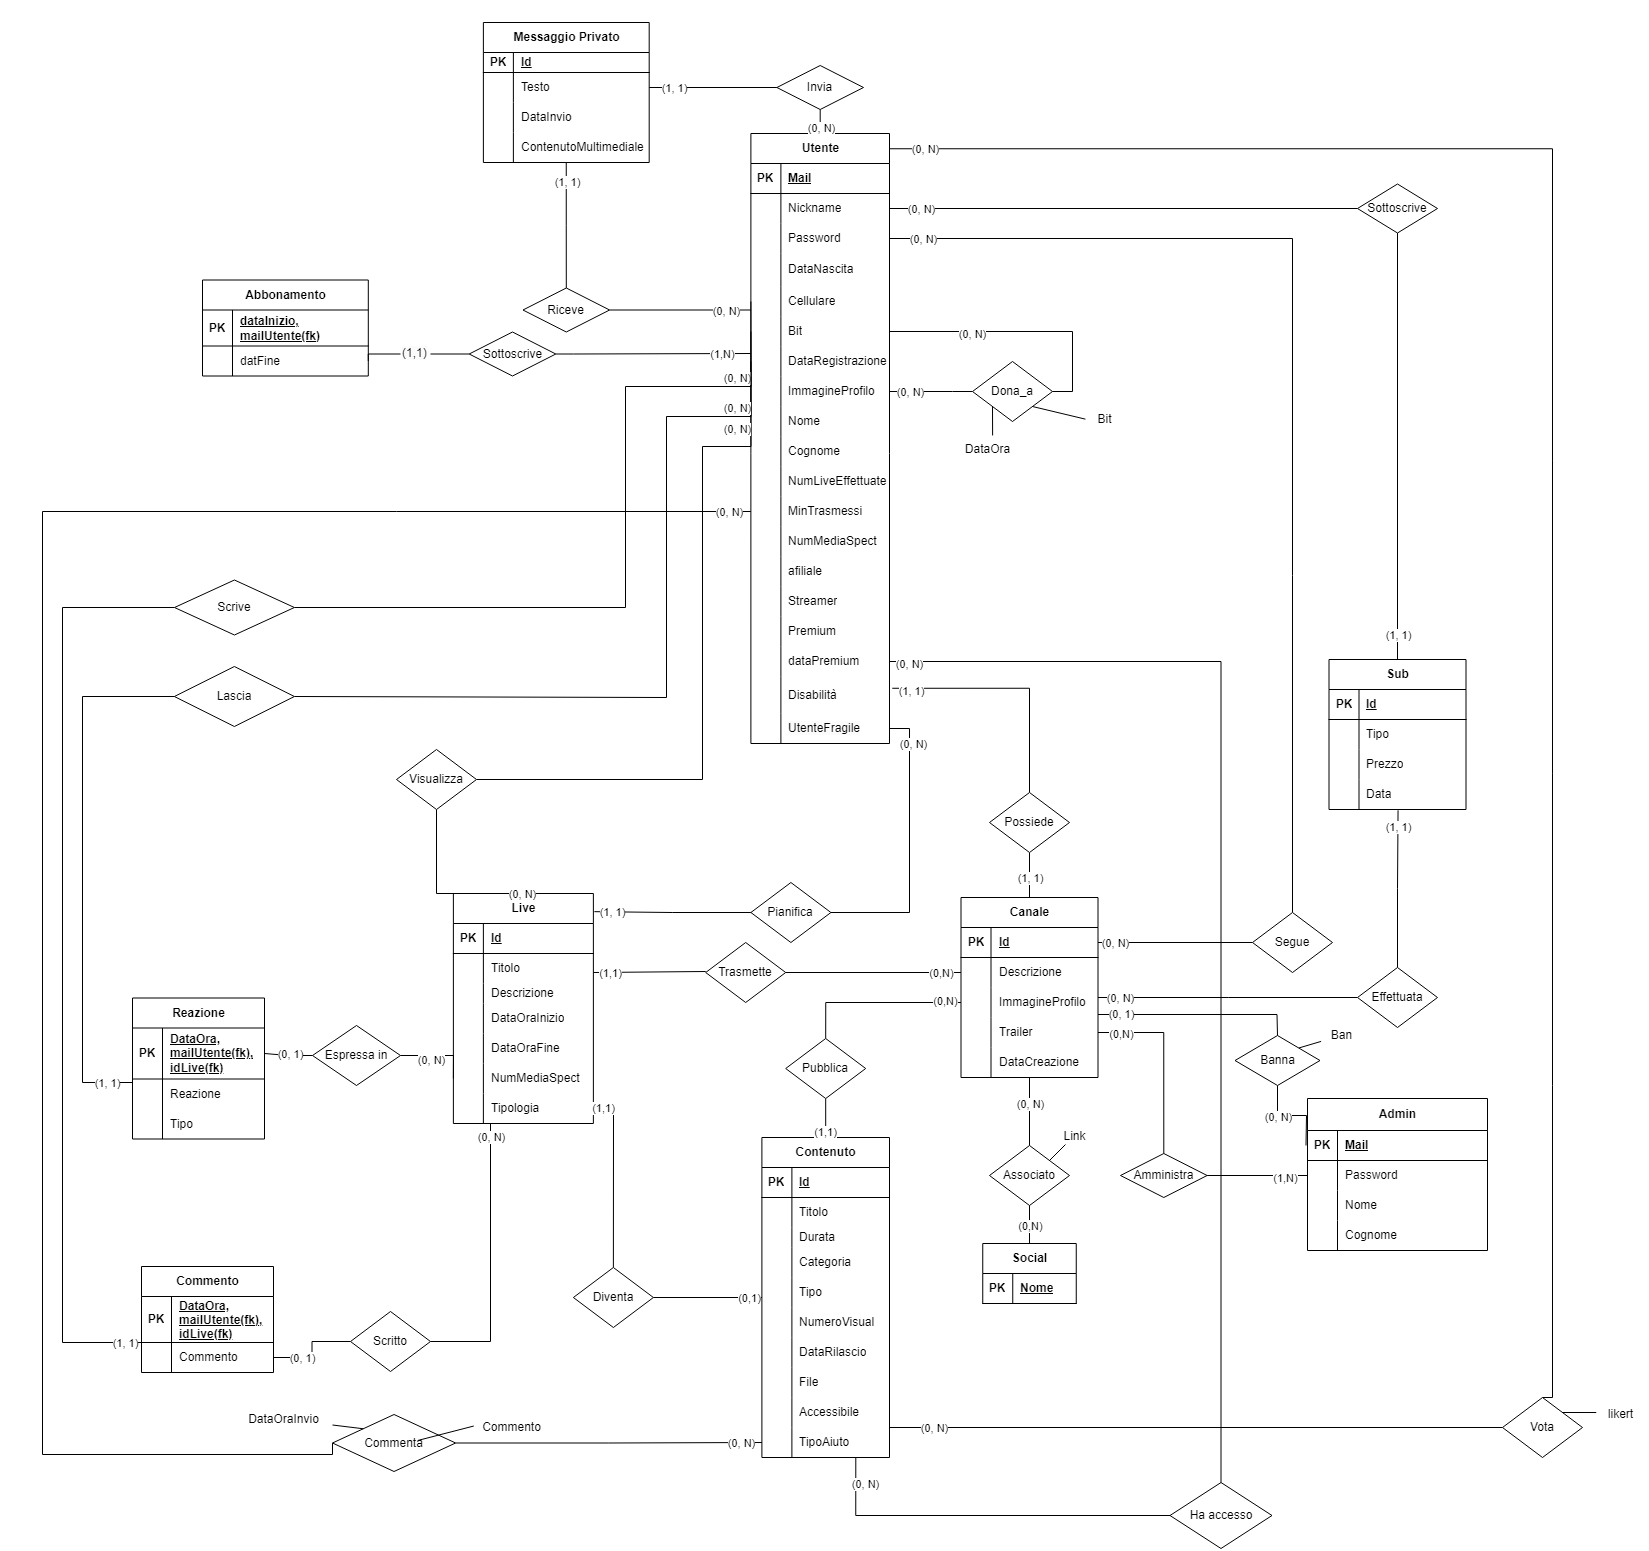 Messaggio Privato
PK
Id
Testo
DataInvio
ContenutoMultimediale
(1, 1)
Invia
(0, N)
(1, 1)
Riceve
(0, N)
Utente
PK
Mail
Nickname
Password
DataNascita
Cellulare
Bit
DataRegistrazione
ImmagineProfilo
Nome
Cognome
NumLiveEffettuate
MinTrasmessi
NumMediaSpect
afiliale
Streamer
Premium
dataPremium
Disabilità
UtenteFragile
(0, N)
(0, N)
Sottoscrive
(0, N)
(0, N)
(0, N)
Dona_a
Bit
DataOra
Abbonamento
PK
dataInizio,
mailUtente(fk)
datFine
(1,1)
Sottoscrive
(1,N)
(0, N)
(0, N)
(0, N)
(0, N)
Scrive
Lascia
Visualizza
(0, N)
(1, 1)
(0, N)
Possiede
(1, 1)
(1, 1)
Sub
PK
Id
Tipo
Prezzo
Data
(1, 1)
(0, N)
Live
PK
Id
Titolo
Descrizione
DataOraInizio
DataOraFine
NumMediaSpect
Tipologia
(1, 1)
Pianifica
(1,1)
Trasmette
(0,N)
(0,N)
Canale
PK
Id
Descrizione
ImmagineProfilo
Trailer
DataCreazione
(0, N)
Segue
(0, N)
Effettuata
(0, 1)
(0,N)
Ban
Banna
(0, N)
Reazione
PK
DataOra,
mailUtente(fk),
idLive(fk)
Reazione
Tipo
(0, 1)
Espressa in
(0, N)
(1, 1)
(1,1)
(0, N)
Pubblica
(1,1)
(0, N)
Link
Associato
(0,N)
Amministra
(1,N)
Admin
PK
Mail
Password
Nome
Cognome
Contenuto
PK
Id
Titolo
Durata
Categoria
Tipo
NumeroVisual
DataRilascio
File
Accessibile
TipoAiuto
Social
PK
Nome
Diventa
(0,1)
Commento
PK
DataOra,
mailUtente(fk),
idLive(fk)
Commento
(1, 1)
(0, 1)
Scritto
DataOraInvio
Commento
Commenta
(0, N)
(0, N)
Vota
likert
(0, N)
Ha accesso